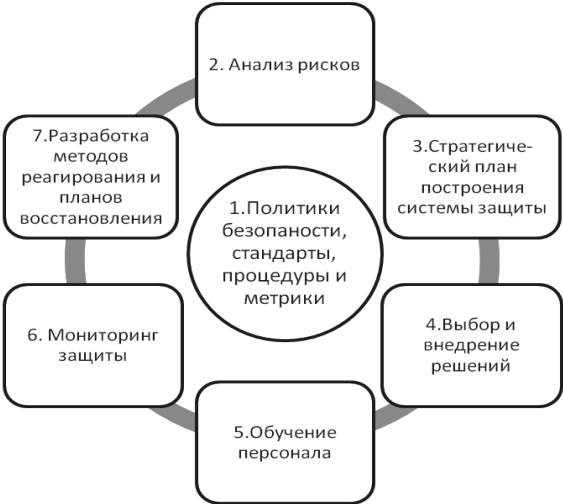 1.Политики
безопаности,
стандарты,
процедуры и
метрики
2. Анализ рисков
3.Стратегиче-
ский план
построения
системы защиты
4.Выбор и
внедрение
решений
5.Обучение
персонала
6. Мониторинг
защиты
7.Разработка
методов
реагирования и
планов
восстановления